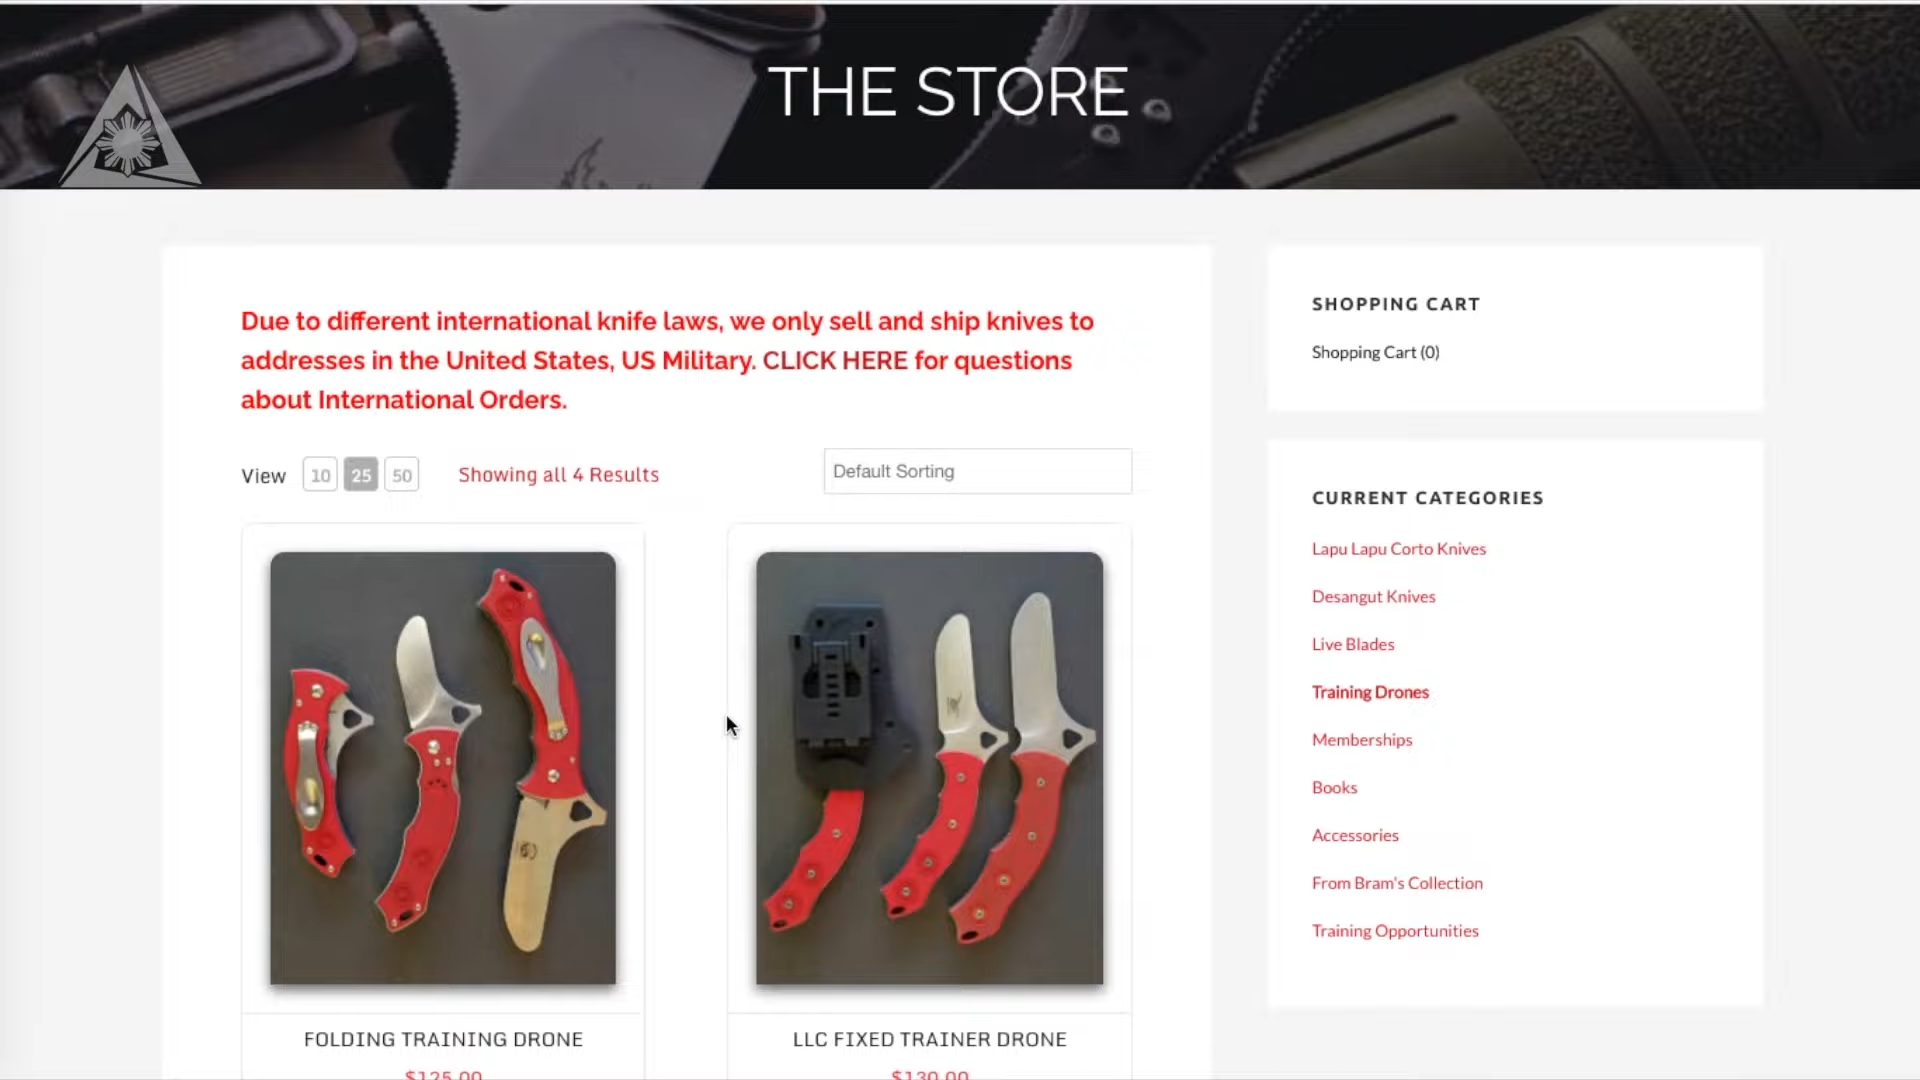 THE STORE
Due to different international knife laws, we only sell and ship knives to
addresses in the United States, US Military. CLICK HERE for questions
about International Orders.
View 10 25 50 Showing all 4 Results
Default Sorting
FOLDING TRAINING DRONE
$125.00
LLC FIXED TRAINER DRONE
$130.00
SHOPPING CART
Shopping Cart (0)
CURRENT CATEGORIES
Lapu Lapu Corto Knives
Desangut Knives
Live Blades
Training Drones
Memberships
Books
Accessories
From Bram's Collection
Training Opportunities